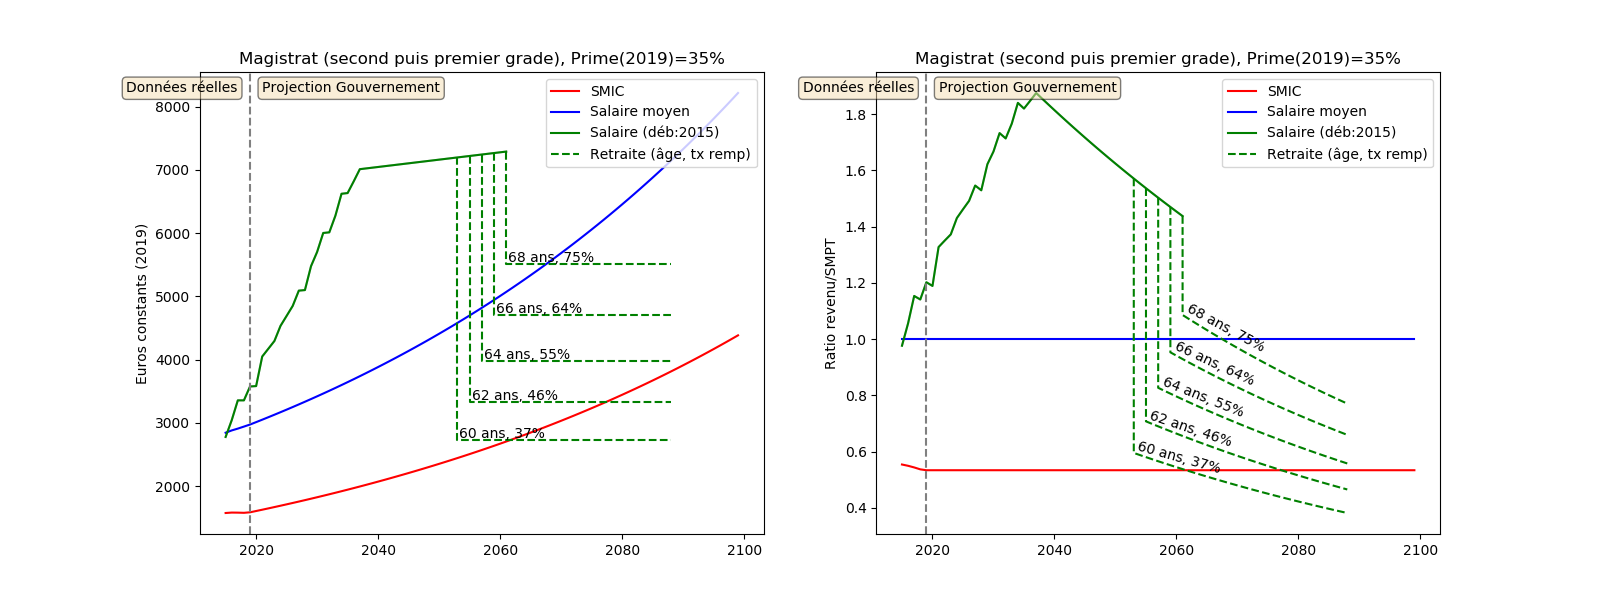 Magistrat (second puis premier grade), Prime(2019)=35%
Données réelles
Projection Gouvernement
SMIC
Salaire moyen
Salaire (déb:2015)
Retraite (âge, tx remp)
Euros constants (2019)
8000
7000
6000
5000
4000
3000
2000
68 ans, 75%
66 ans, 64%
64 ans, 55%
62 ans, 46%
60 ans, 37%
2020
2040
2060
2080
2100
Magistrat (second puis premier grade), Prime(2019)=35%
Données réelles
Projection Gouvernement
SMIC
Salaire moyen
Salaire (déb:2015)
Retraite (âge, tx remp)
Ratio revenu/SMPT
1.8
1.6
1.4
1.2
1.0
0.8
0.6
0.4
68 ans, 75%
66 ans, 64%
64 ans, 55%
62 ans, 46%
60 ans, 37%
2020
2040
2060
2080
2100